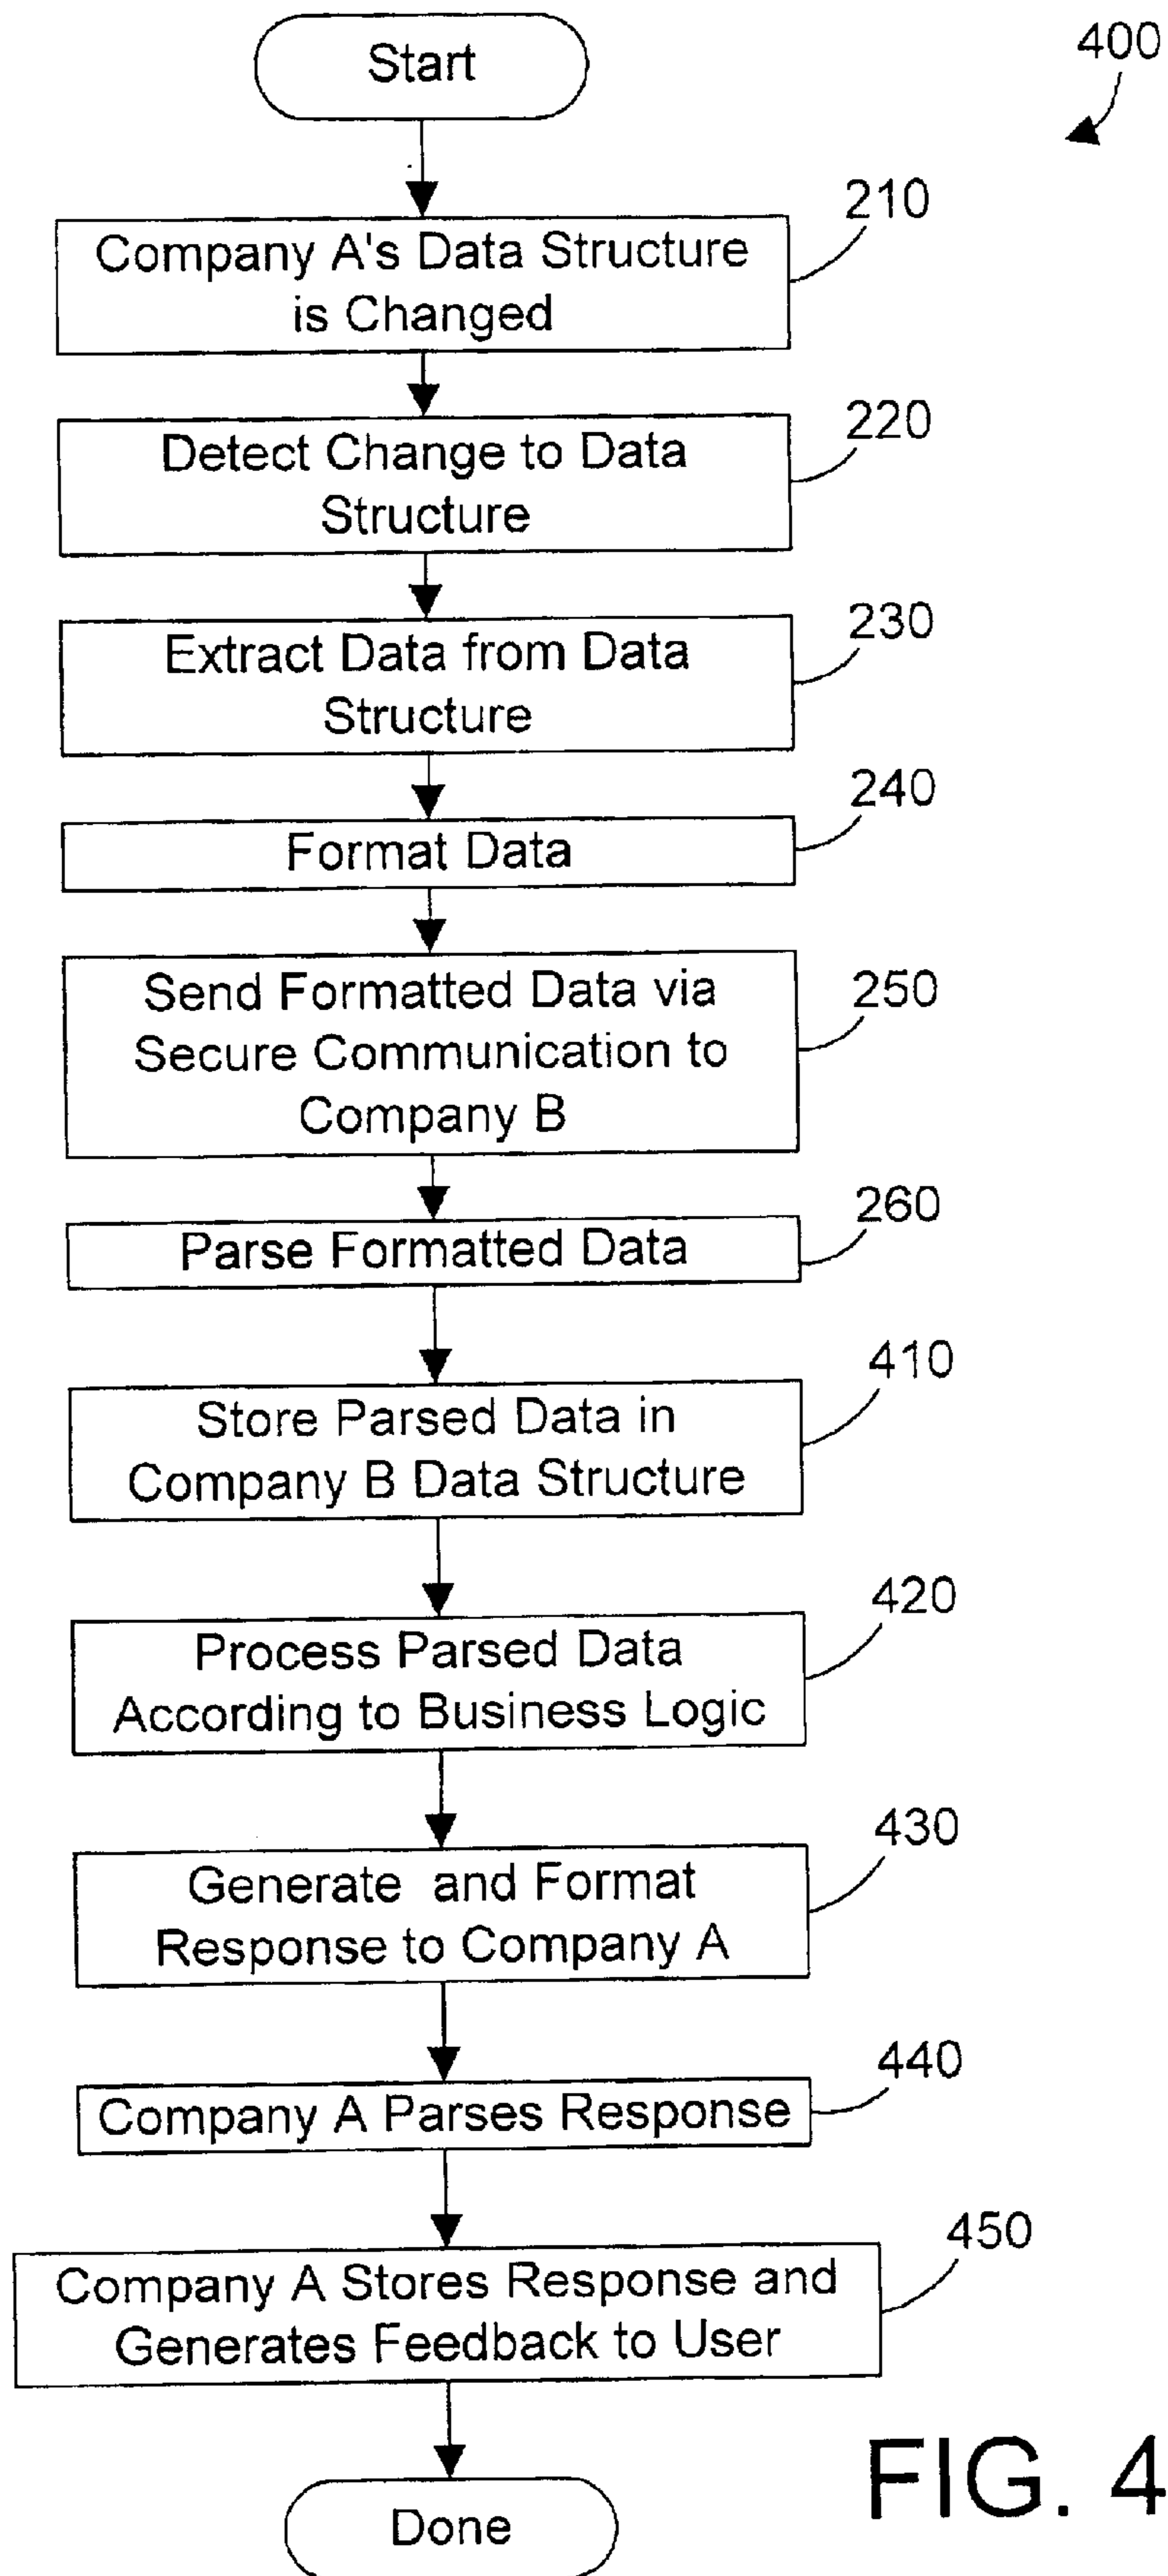 Start
400
210
Company A's Data Structure
is Changed
220
Detect Change to Data
Structure
230
Extract Data from Data
Structure
240
Format Data
250
Send Formatted Data via
Secure Communication to
Company B
260
Parse Formatted Data
410
Store Parsed Data in
Company B Data Structure
420
Process Parsed Data
According to Business Logic
430
Generate and Format
Response to Company A
440
Company A Parses Response
450
Company A Stores Response and
Generates Feedback to User
Done
FIG. 4